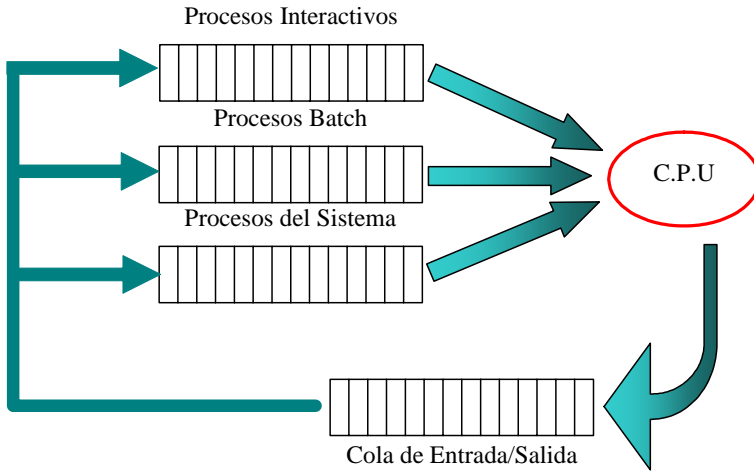 Procesos Interactivos
Procesos Batch
C.P.U
Procesos del Sistema
Cola de Entrada/Salida